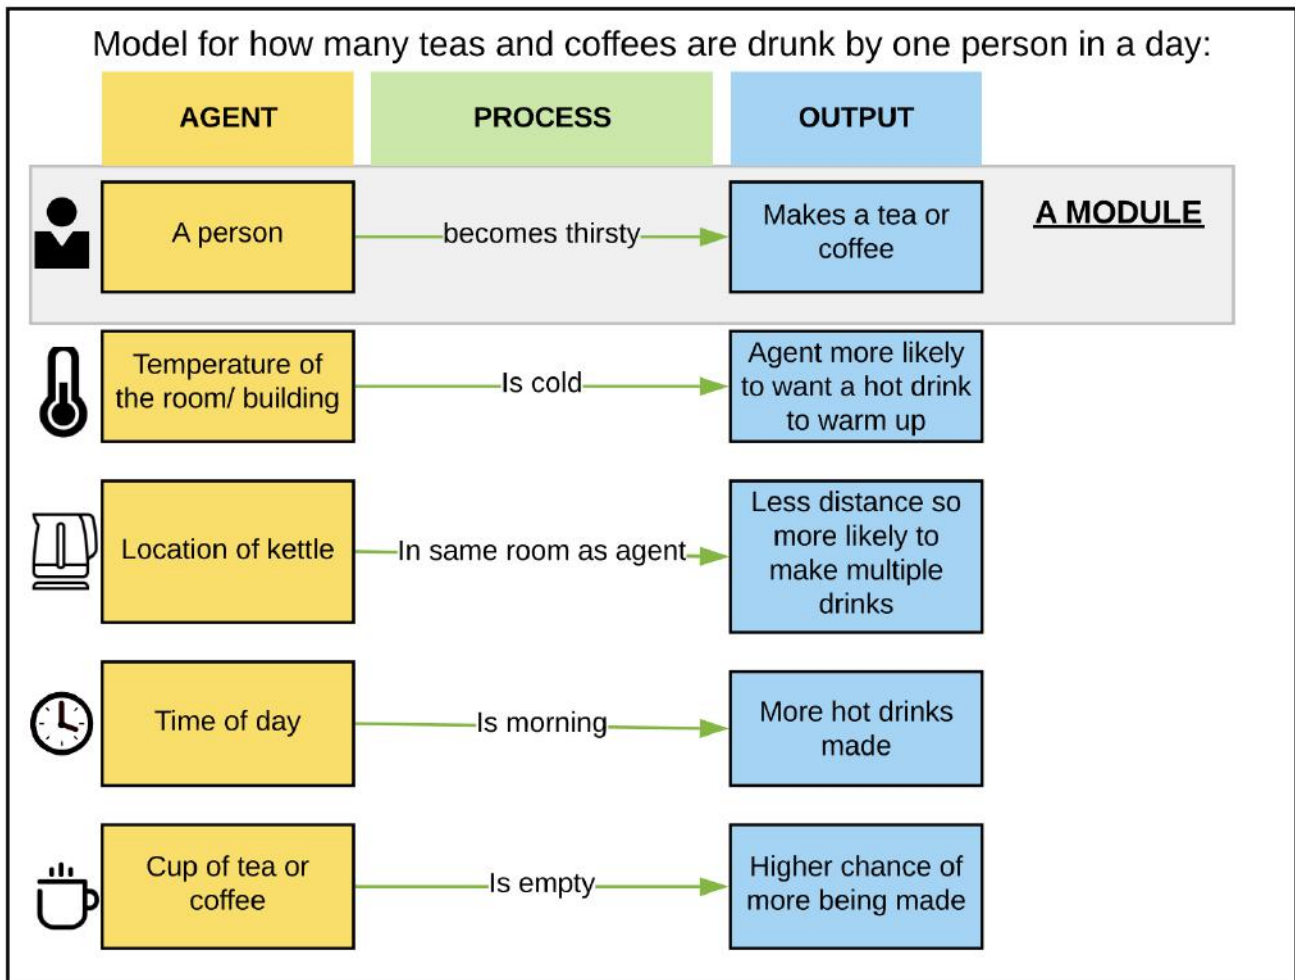 Model for how many teas and coffees are drunk by one person in a day:
AGENT
PROCESS
OUTPUT
A person
becomes thirsty
Makes a tea or
coffee
A MODULE
Temperature of
the room/ building
Is cold
Agent more likely
to want a hot drink
to warm up
Location of kettle
In same room as agent
Less distance so
more likely to
make multiple
drinks
Time of day
Is morning
More hot drinks
made
Cup of tea or
coffee
Is empty
Higher chance of
more being made